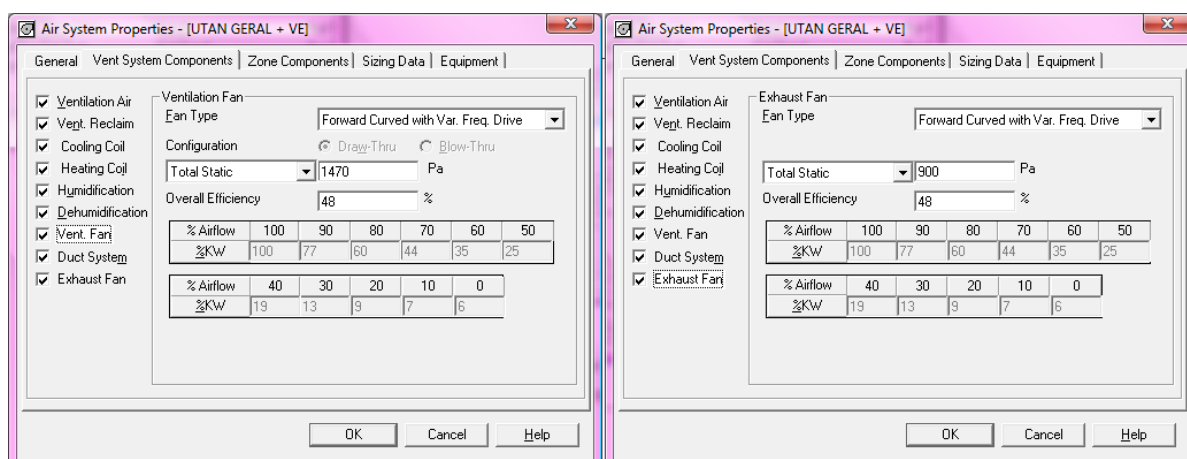 Air System Properties - [UTAN GERAL + VE]
General Vent System Components Zone Components Sizing Data Equipment
Ventilation Air
Vent. Reclaim
Cooling Coil
Heating Coil
Humidification
Dehumidification
Vent. Fan
Duct System
Exhaust Fan
Ventilation Fan
Fan Type Forward Curved with Var. Freq. Drive
Configuration Draw-Thru Blow-Thru
Total Static 1470 Pa
Overall Efficiency 48 %
% Airflow 100 90 80 70 60 50
%KW 100 77 60 44 35 25
% Airflow 40 30 20 10 0
%KW 19 13 9 7 6
OK Cancel Help
Air System Properties - [UTAN GERAL + VE]
General Vent System Components Zone Components Sizing Data Equipment
Ventilation Air
Vent. Reclaim
Cooling Coil
Heating Coil
Humidification
Dehumidification
Vent. Fan
Duct System
Exhaust Fan
Exhaust Fan
Fan Type Forward Curved with Var. Freq. Drive
Total Static 900 Pa
Overall Efficiency 48 %
% Airflow 100 90 80 70 60 50
%KW 100 77 60 44 35 25
% Airflow 40 30 20 10 0
%KW 19 13 9 7 6
OK Cancel Help